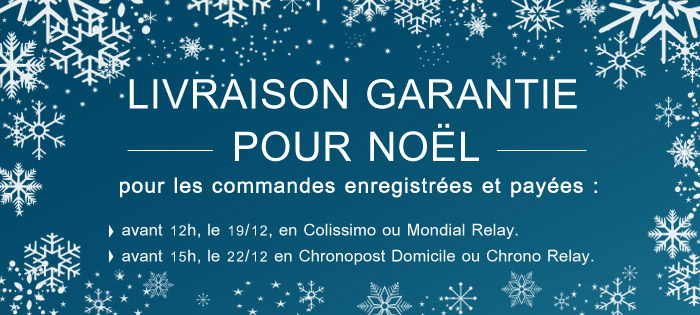 LIVRAISON GARANTIE
POUR NOËL
pour les commandes enregistrées et payées :
avant 12h, le 19/12, en Colissimo ou Mondial Relay.
avant 15h, le 22/12 en Chronopost Domicile ou Chrono Relay.